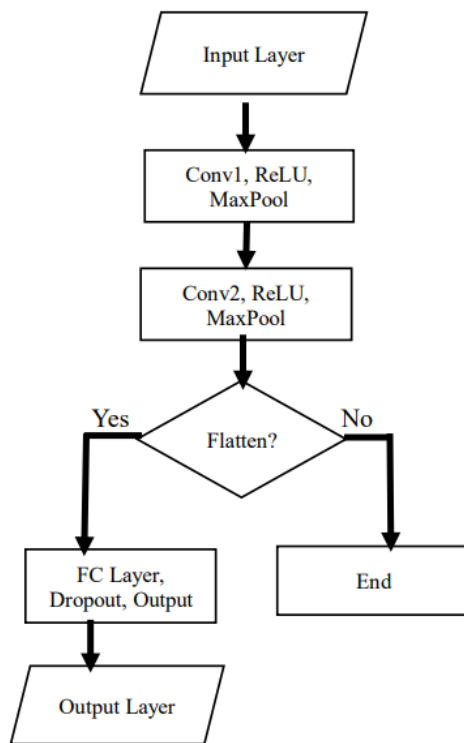 Input Layer
Conv1, ReLU,
MaxPool
Conv2, ReLU,
MaxPool
Yes
No
Flatten?
FC Layer,
Dropout, Output
End
Output Layer